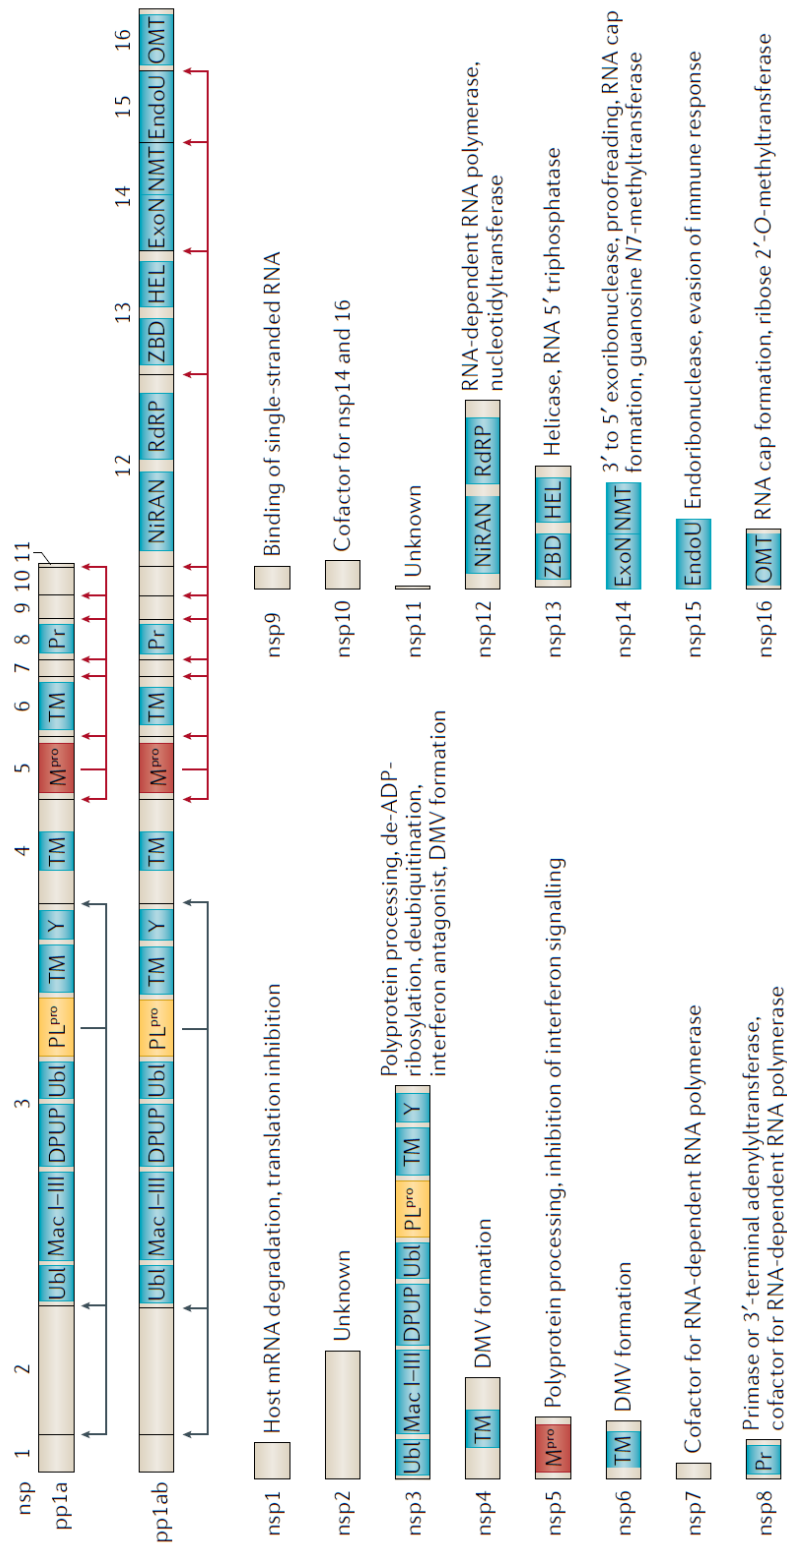 nsp 1 2 3 4 5 6 7 8 9 10 11 12 13 14 15 16
pp1a Ubl Mac I–III DPUP Ubl PLpro TM Y TM Mpro TM Pr
pp1ab Ubl Mac I–III DPUP Ubl PLpro TM Y TM Mpro TM Pr NiRAN RdRP ZBD HEL ExoN NMT EndoU OMT
nsp1 Host mRNA degradation, translation inhibition
nsp2 Unknown
nsp3 Ubl Mac I–III DPUP Ubl PLpro TM Y
Polyprotein processing, de-ADP-
ribosylation, deubiquitination,
interferon antagonist, DMV formation
nsp4 TM DMV formation
nsp5 Mpro Polyprotein processing, inhibition of interferon signalling
nsp6 TM DMV formation
nsp7 Cofactor for RNA-dependent RNA polymerase
nsp8 Pr Primase or 3′-terminal adenylyltransferase,
cofactor for RNA-dependent RNA polymerase
nsp9 Binding of single-stranded RNA
nsp10 Cofactor for nsp14 and 16
nsp11 Unknown
nsp12 NiRAN RdRP RNA-dependent RNA polymerase,
nucleotidyltransferase
nsp13 ZBD HEL Helicase, RNA 5′ triphosphatase
nsp14 ExoN NMT 3′ to 5′ exoribonuclease, proofreading, RNA cap
formation, guanosine N7-methyltransferase
nsp15 EndoU Endoribonuclease, evasion of immune response
nsp16 OMT RNA cap formation, ribose 2′-O-methyltransferase